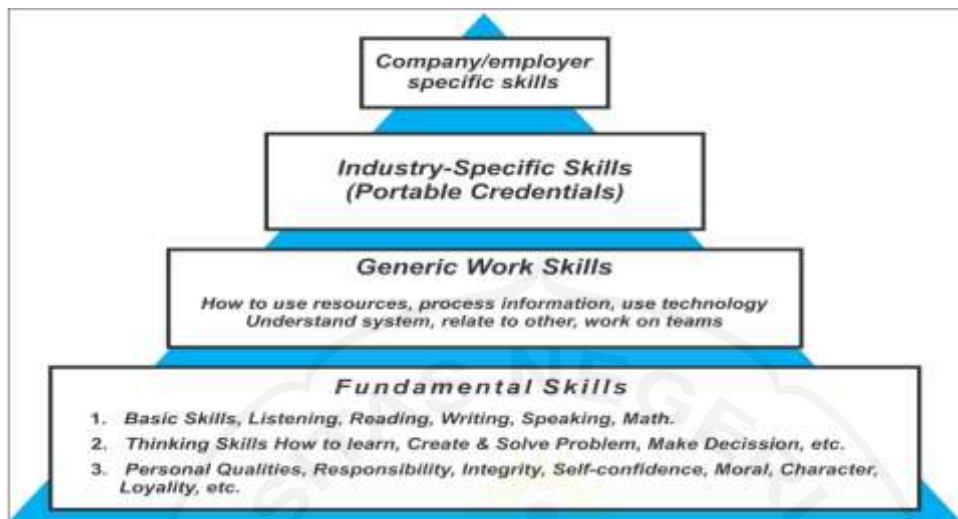 Company/employer
specific skills
Industry-Specific Skills
(Portable Credentials)
Generic Work Skills
How to use resources, process information, use technology
Understand system, relate to other, work on teams
Fundamental Skills
1. Basic Skills, Listening, Reading, Writing, Speaking, Math.
2. Thinking Skills How to learn, Create & Solve Problem, Make Decission, etc.
3. Personal Qualities, Responsibility, Integrity, Self-confidence, Moral, Character,
Loyality, etc.
NEGERI